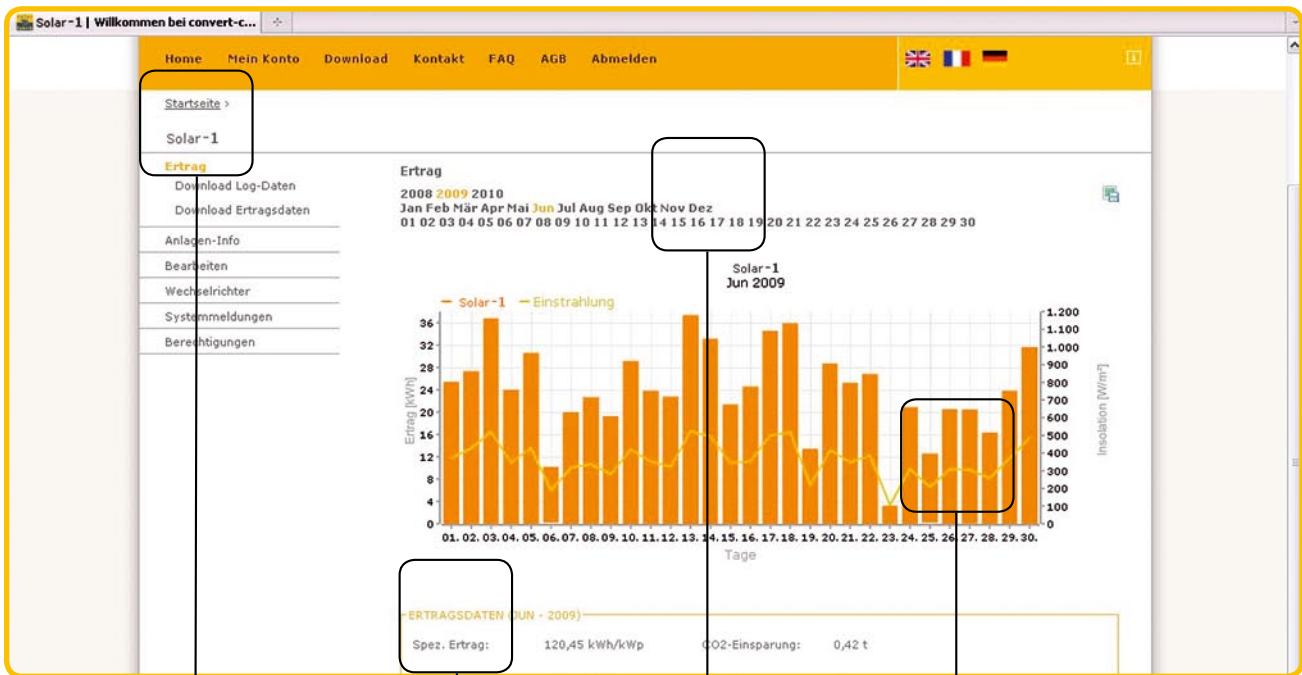 Solar-1 | Willkommen bei convert-c...
Home Mein Konto Download Kontakt FAQ AGB Abmelden
Startseite >
Solar-1
Ertrag
Download Log-Daten
Download Ertragsdaten
Anlagen-Info
Bearbeiten
Wechselrichter
Systemmeldungen
Berechtigungen
Ertrag
2008 2009 2010
Jan Feb Mär Apr Mai Jun Jul Aug Sep Okt Nov Dez
01 02 03 04 05 06 07 08 09 10 11 12 13 14 15 16 17 18 19 20 21 22 23 24 25 26 27 28 29 30
Solar-1
Jun 2009
Solar-1 Einstrahlung
Ertrag [kWh]
36
32
28
24
20
16
12
8
4
0
1.200
1.100
1.000
900
800
700
600
500
400
300
200
100
0
Insolation [W/m²]
01. 02. 03. 04. 05. 06. 07. 08. 09. 10. 11. 12. 13. 14. 15. 16. 17. 18. 19. 20. 21. 22. 23. 24. 25. 26. 27. 28. 29. 30.
Tage
ERTRAGSDATEN (JUN - 2009)
Spez. Ertrag: 120,45 kWh/kWp CO2-Einsparung: 0,42 t